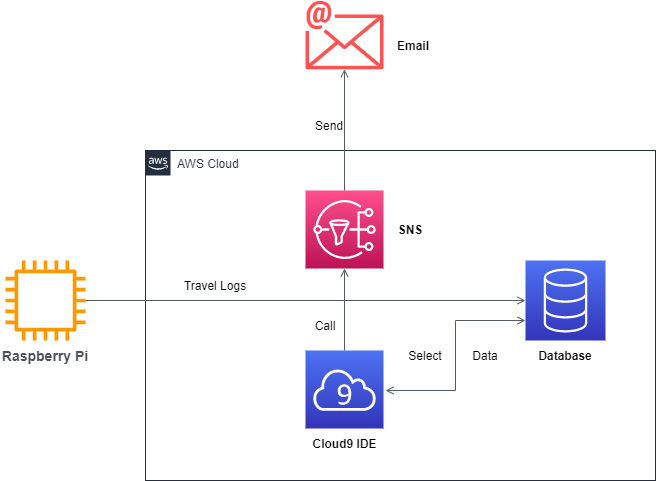 @
Email
Send
aws
AWS Cloud
SNS
Travel Logs
Call
Raspberry Pi
Select
Data
Database
9
Cloud9 IDE